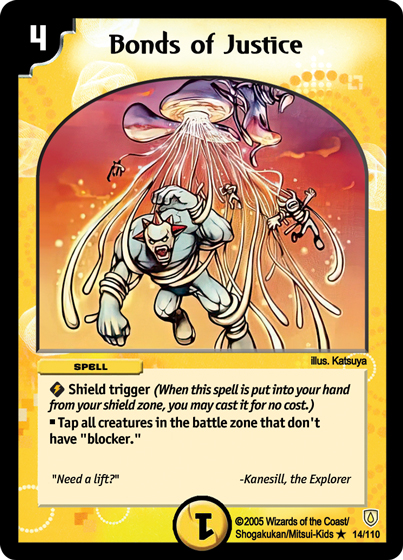 4
Bonds of Justice
illus. Katsuya
SPELL
Shield trigger (When this spell is put into your hand
from your shield zone, you may cast it for no cost.)
▪ Tap all creatures in the battle zone that don't
have "blocker."
"Need a lift?" -Kanesill, the Explorer
1
©2005 Wizards of the Coast/
Shogakukan/Mitsui-Kids ★ 14/110